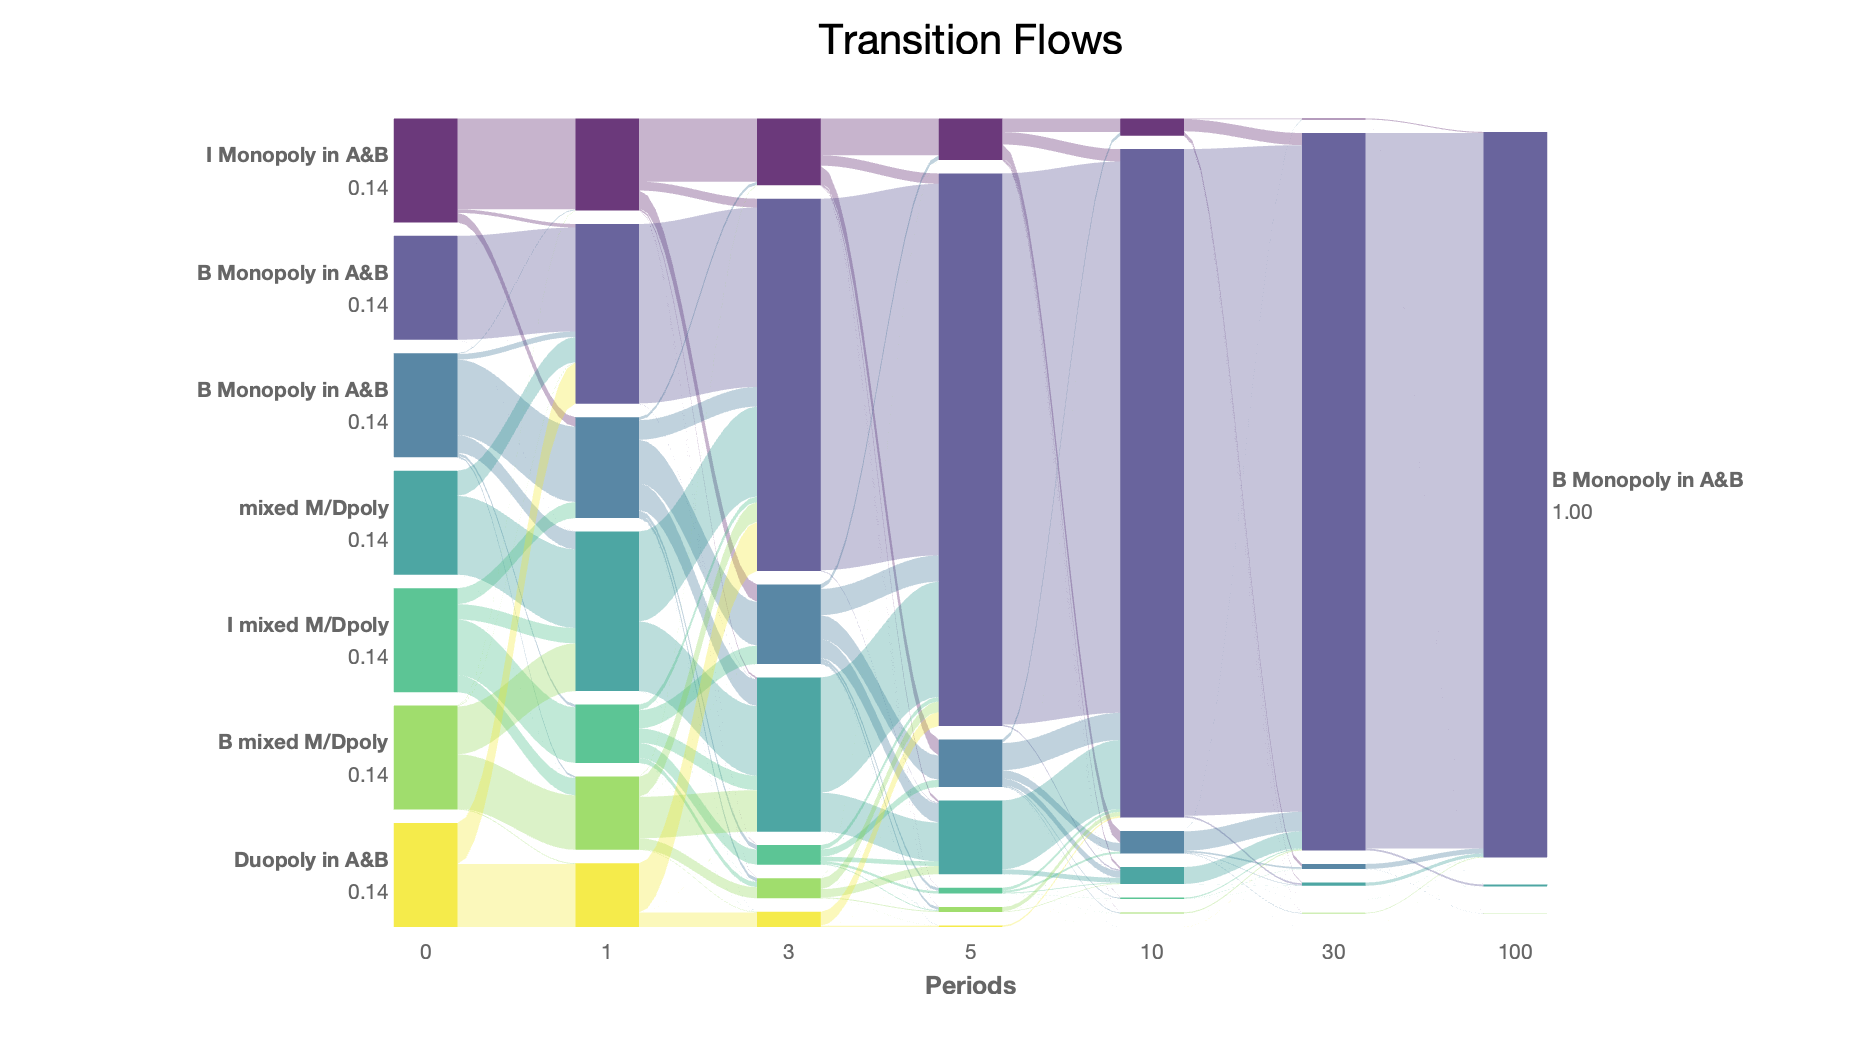 Transition Flows
I Monopoly in A&B
0.14
B Monopoly in A&B
0.14
B Monopoly in A&B
0.14
mixed M/Dpoly
0.14
I mixed M/Dpoly
0.14
B mixed M/Dpoly
0.14
Duopoly in A&B
0.14
B Monopoly in A&B
1.00
0 1 3 5 10 30 100
Periods